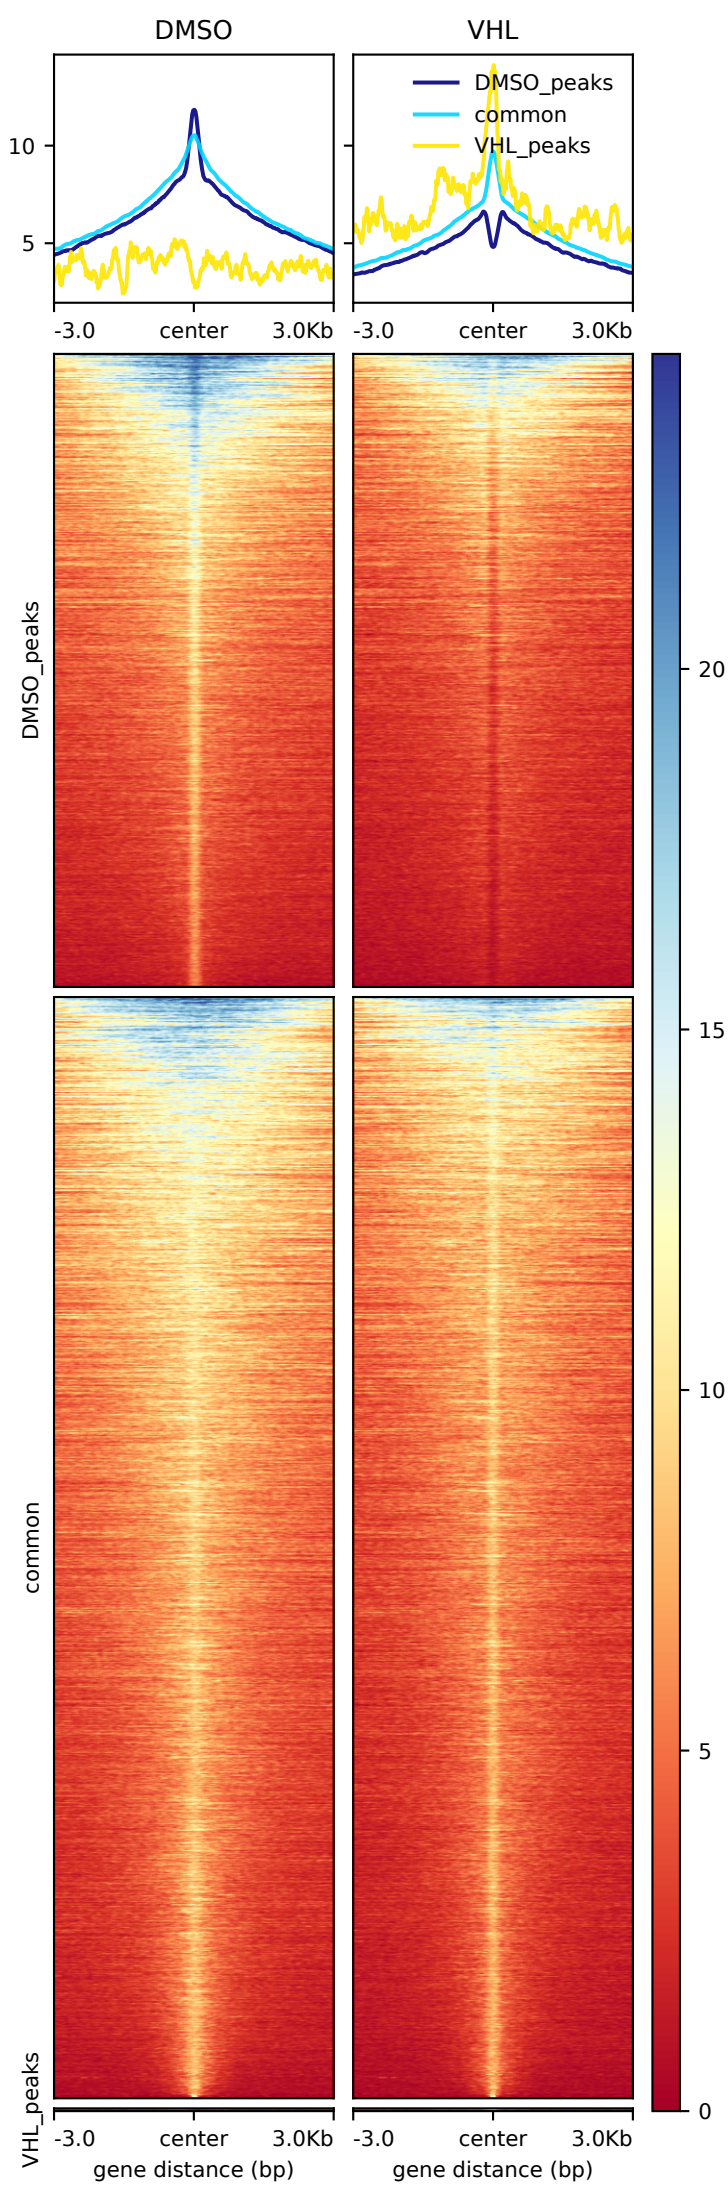 DMSO
VHL
10
5
DMSO_peaks
common
VHL_peaks
-3.0 center 3.0Kb
-3.0 center 3.0Kb
DMSO_peaks
common
VHL_peaks
20
15
10
5
0
-3.0 center 3.0Kb
gene distance (bp)
-3.0 center 3.0Kb
gene distance (bp)